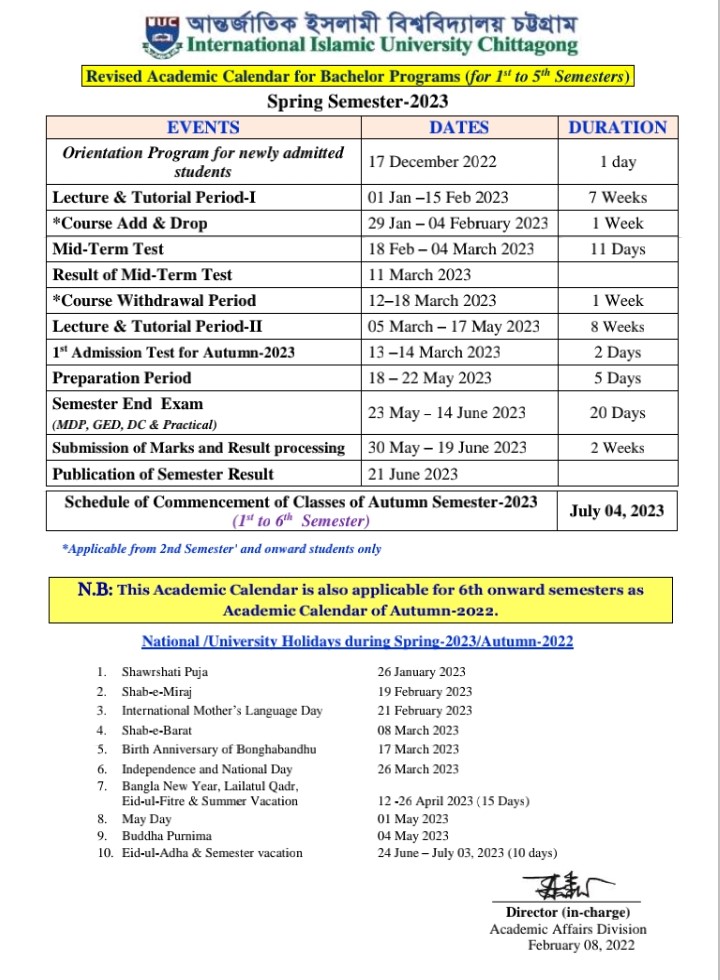 IIUC
আন্তর্জাতিক ইসলামী বিশ্ববিদ্যালয় চট্টগ্রাম
International Islamic University Chittagong
Revised Academic Calendar for Bachelor Programs (for 1st to 5th Semesters)
Spring Semester-2023
EVENTS DATES DURATION
Orientation Program for newly admitted students 17 December 2022 1 day
Lecture & Tutorial Period-I 01 Jan –15 Feb 2023 7 Weeks
*Course Add & Drop 29 Jan – 04 February 2023 1 Week
Mid-Term Test 18 Feb – 04 March 2023 11 Days
Result of Mid-Term Test 11 March 2023
*Course Withdrawal Period 12–18 March 2023 1 Week
Lecture & Tutorial Period-II 05 March – 17 May 2023 8 Weeks
1st Admission Test for Autumn-2023 13 –14 March 2023 2 Days
Preparation Period 18 – 22 May 2023 5 Days
Semester End Exam
(MDP, GED, DC & Practical) 23 May – 14 June 2023 20 Days
Submission of Marks and Result processing 30 May – 19 June 2023 2 Weeks
Publication of Semester Result 21 June 2023
Schedule of Commencement of Classes of Autumn Semester-2023
(1st to 6th Semester) July 04, 2023
*Applicable from 2nd Semester' and onward students only
N.B: This Academic Calendar is also applicable for 6th onward semesters as
Academic Calendar of Autumn-2022.
National /University Holidays during Spring-2023/Autumn-2022
1. Shawrshati Puja 26 January 2023
2. Shab-e-Miraj 19 February 2023
3. International Mother's Language Day 21 February 2023
4. Shab-e-Barat 08 March 2023
5. Birth Anniversary of Bonghabandhu 17 March 2023
6. Independence and National Day 26 March 2023
7. Bangla New Year, Lailatul Qadr,
Eid-ul-Fitre & Summer Vacation 12 -26 April 2023 (15 Days)
8. May Day 01 May 2023
9. Buddha Purnima 04 May 2023
10. Eid-ul-Adha & Semester vacation 24 June – July 03, 2023 (10 days)
Director (in-charge)
Academic Affairs Division
February 08, 2022